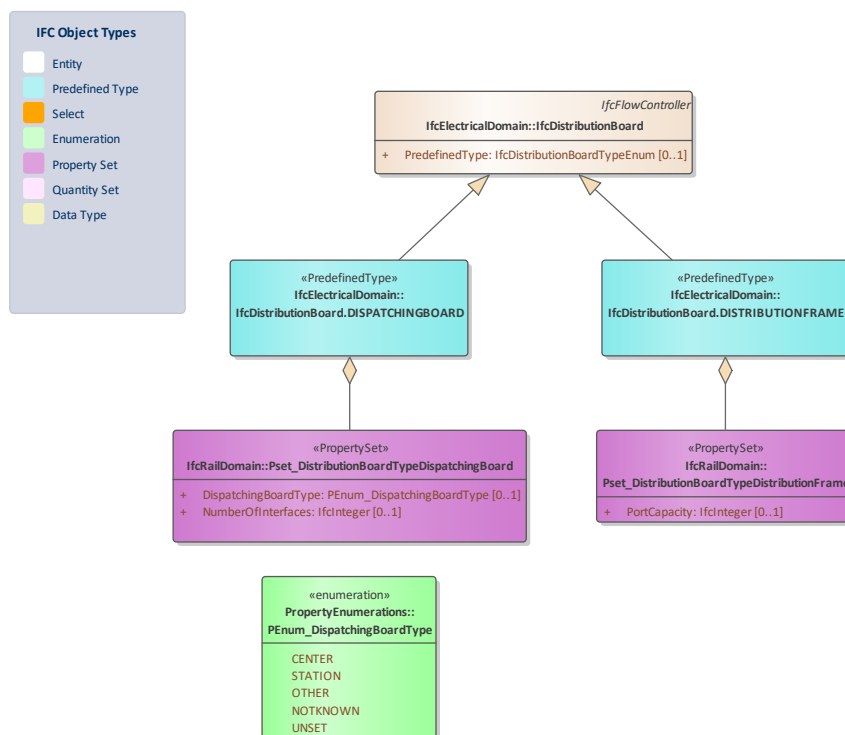 IFC Object Types
Entity
Predefined Type
Select
Enumeration
Property Set
Quantity Set
Data Type
IfcFlowController
IfcElectricalDomain::IfcDistributionBoard
+ PredefinedType: IfcDistributionBoardTypeEnum [0..1]
«PredefinedType»
IfcElectricalDomain::
IfcDistributionBoard.DISPATCHINGBOARD
«PredefinedType»
IfcElectricalDomain::
IfcDistributionBoard.DISTRIBUTIONFRAME
«PropertySet»
IfcRailDomain::Pset_DistributionBoardTypeDispatchingBoard
+ DispatchingBoardType: PEnum_DispatchingBoardType [0..1]
+ NumberOfInterfaces: IfcInteger [0..1]
«PropertySet»
IfcRailDomain::
Pset_DistributionBoardTypeDistributionFrame
+ PortCapacity: IfcInteger [0..1]
«enumeration»
PropertyEnumerations::
PEnum_DispatchingBoardType
CENTER
STATION
OTHER
NOTKNOWN
UNSET